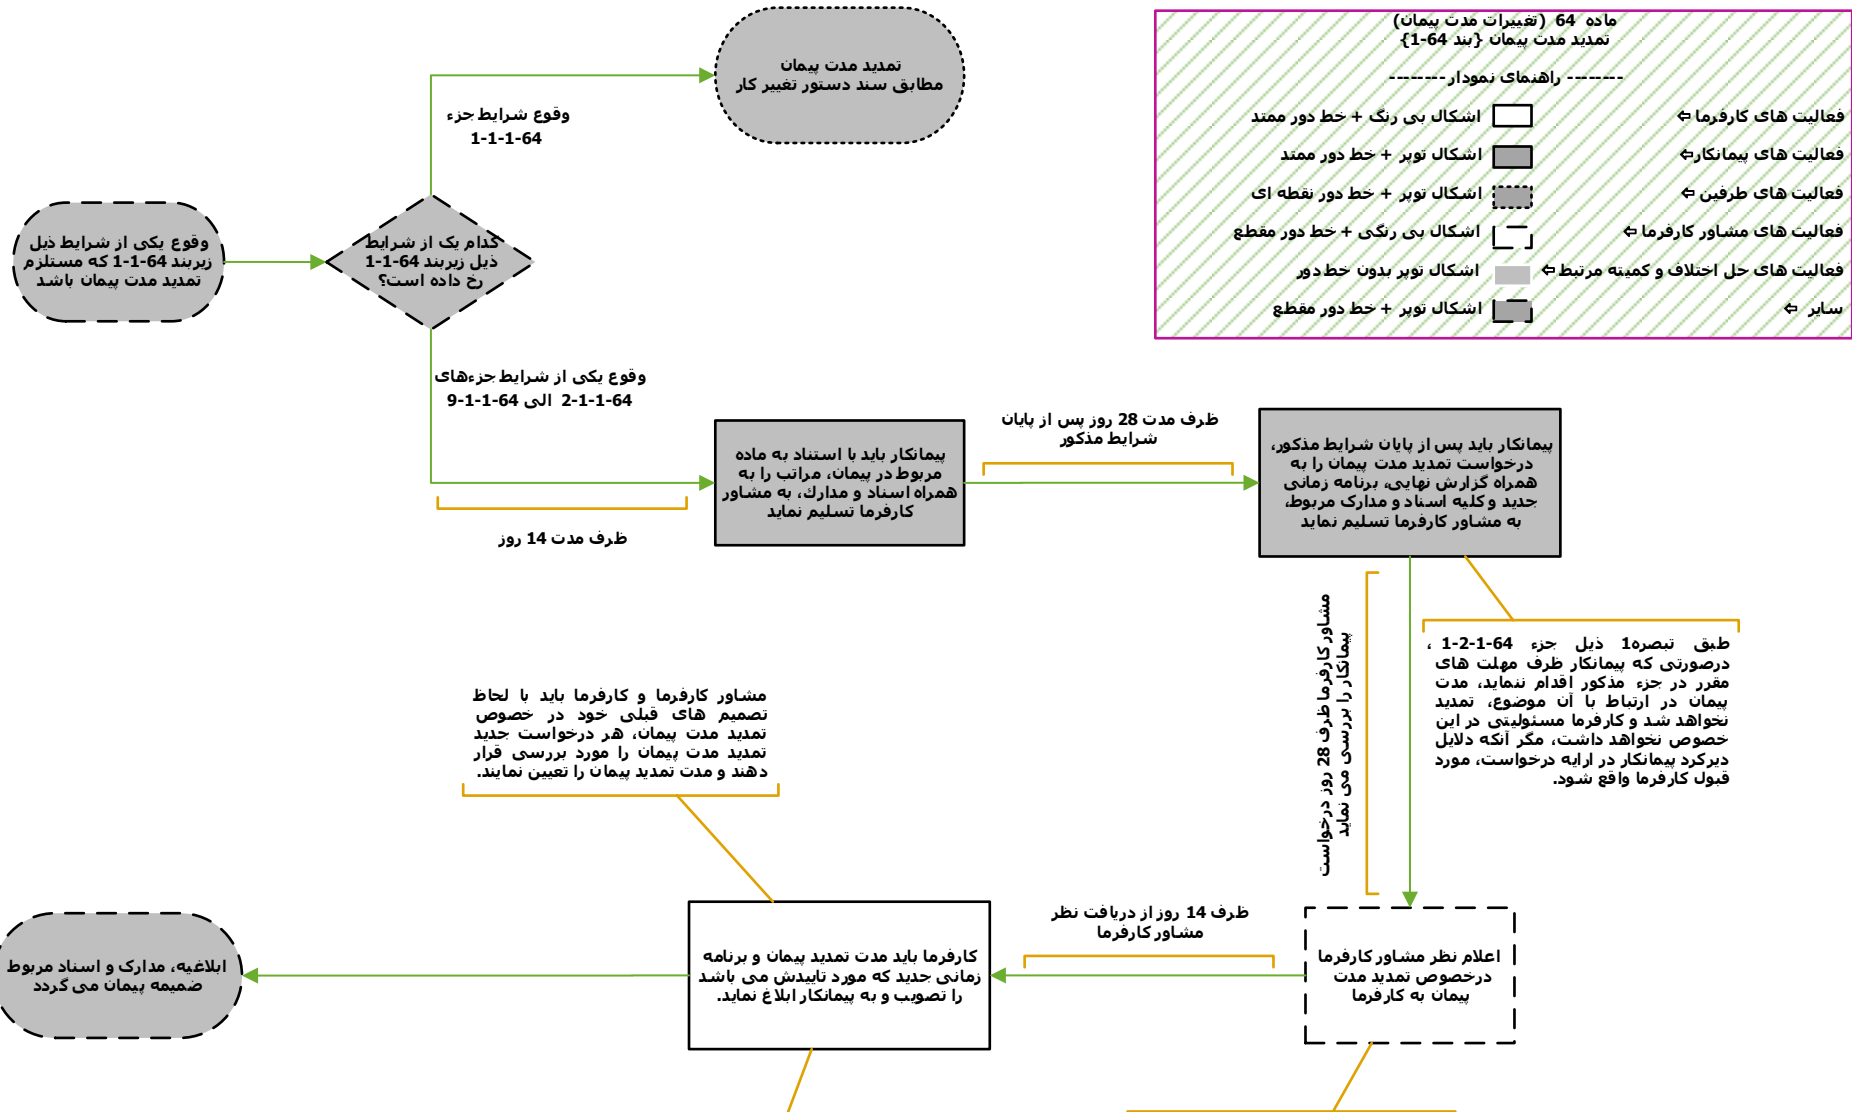 ماده 64 (تغییرات مدت پیمان)
تمدید مدت پیمان {بند 64-1}
-------- راهنمای نمودار --------
فعالیت های کارفرما ⇦ اشکال بی رنگ + خط دور ممتد
فعالیت های پیمانکار⇦ اشکال توپر + خط دور ممتد
فعالیت های طرفین ⇦ اشکال توپر + خط دور نقطه ای
فعالیت های مشاور کارفرما ⇦ اشکال بی رنگی + خط دور مقطع
فعالیت های حل اختلاف و کمیته مرتبط ⇦ اشکال توپر بدون خط دور
سایر ⇦ اشکال توپر + خط دور مقطع
تمدید مدت پیمان
مطابق سند دستور تغییر کار
وقوع شرایط جزء
1-1-1-64
وقوع یکی از شرایط ذیل
زیربند 64-1-1 که مستلزم
تمدید مدت پیمان باشد
کدام یک از شرایط
ذیل زیربند 64-1-1
رخ داده است؟
وقوع یکی از شرایط جزءهای
2-1-1-64 الی 9-1-1-64
ظرف مدت 14 روز
پیمانکار باید با استناد به ماده
مربوط در پیمان، مراتب را به
همراه اسناد و مدارك، به مشاور
کارفرما تسلیم نماید
ظرف مدت 28 روز پس از پایان
شرایط مذکور
پیمانکار باید پس از پایان شرایط مذکور،
درخواست تمدید مدت پیمان را به
همراه گزارش نهایی، برنامه زمانی
جدید و کلیه اسناد و مدارک مربوط،
به مشاور کارفرما تسلیم نماید
طبق تبصره1 ذیل جزء 64-1-2-1 ،
درصورتی که پیمانکار ظرف مهلت های
مقرر در جزء مذکور اقدام ننماید، مدت
پیمان در ارتباط با آن موضوع، تمدید
نخواهد شد و کارفرما مسئولیتی در این
خصوص نخواهد داشت، مگر آنکه دلایل
دیرکرد پیمانکار در ارایه درخواست، مورد
قبول کارفرما واقع شود.
مشاور کارفرما ظرف 28 روز درخواست
پیمانکار را بررسی می نماید
اعلام نظر مشاور کارفرما
درخصوص تمدید مدت
پیمان به کارفرما
ظرف 14 روز از دریافت نظر
مشاور کارفرما
مشاور کارفرما و کارفرما باید با لحاظ
تصمیم های قبلی خود در خصوص
تمدید مدت پیمان، هر درخواست جدید
تمدید مدت پیمان را مورد بررسی قرار
دهند و مدت تمدید پیمان را تعیین نمایند.
کارفرما باید مدت تمدید پیمان و برنامه
زمانی جدید که مورد تاییدش می باشد
را تصویب و به پیمانکار ابلاغ نماید.
ابلاغیه، مدارک و اسناد مربوط
ضمیمه پیمان می گردد